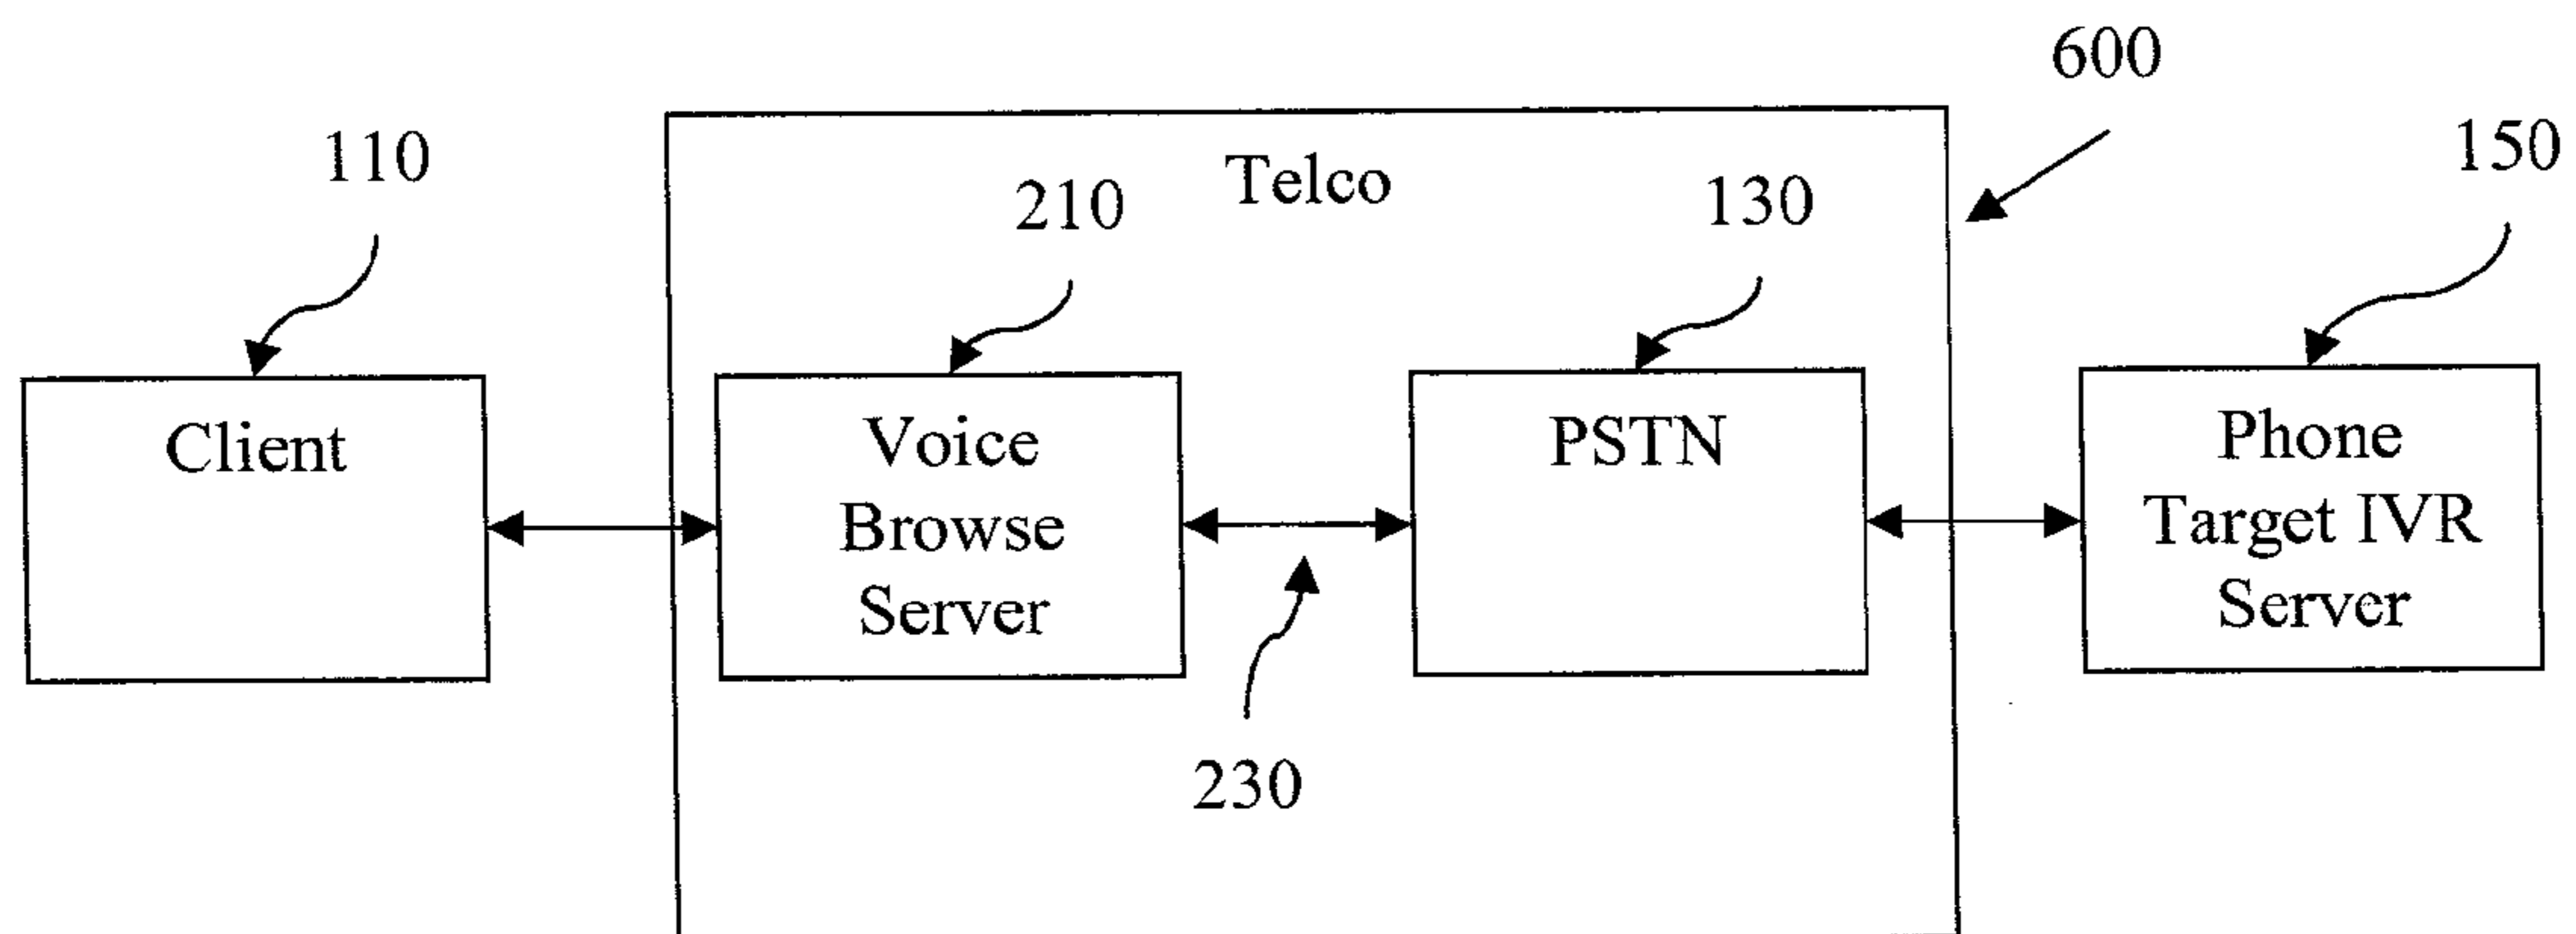 600
110
150
Telco
210
130
Client
Voice
Browse
Server
PSTN
Phone
Target IVR
Server
230